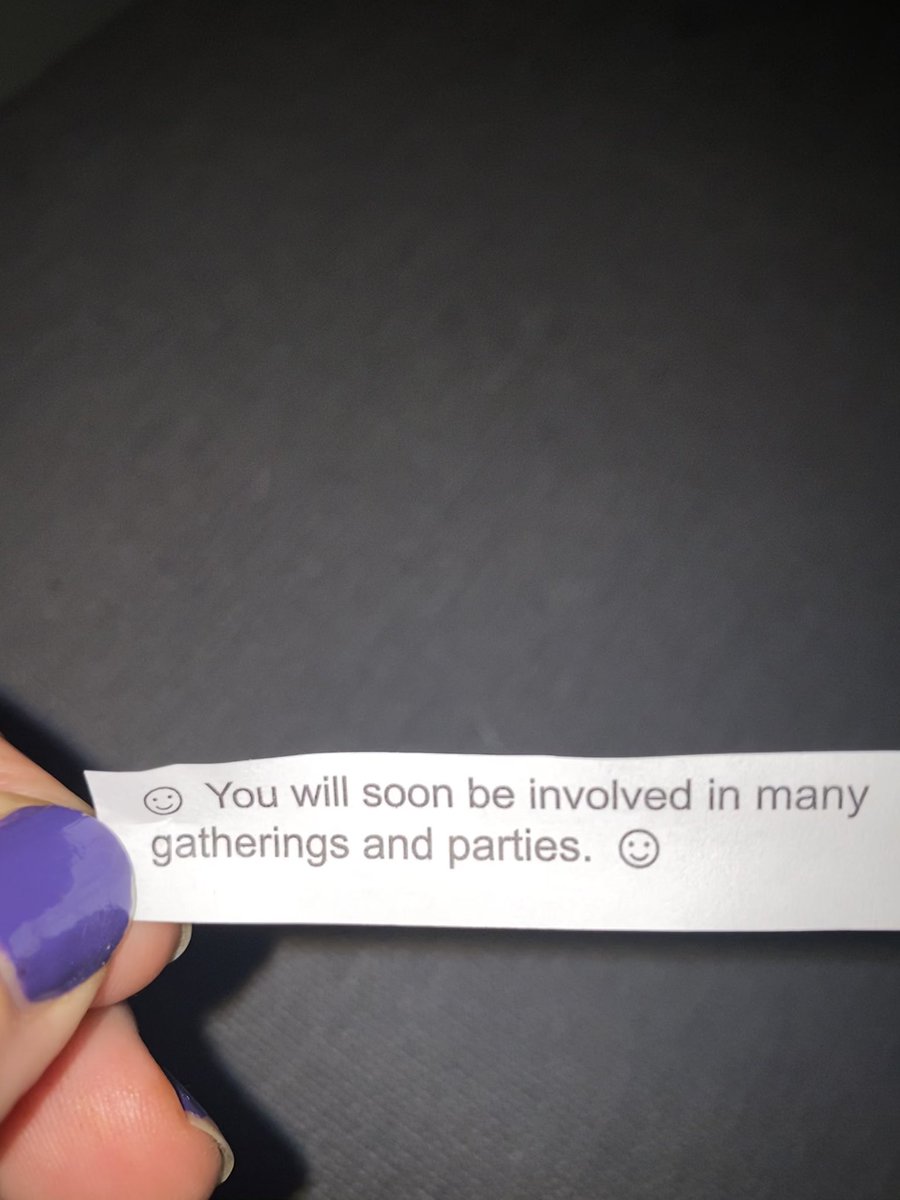 ☺ You will soon be involved in many
gatherings and parties. ☺